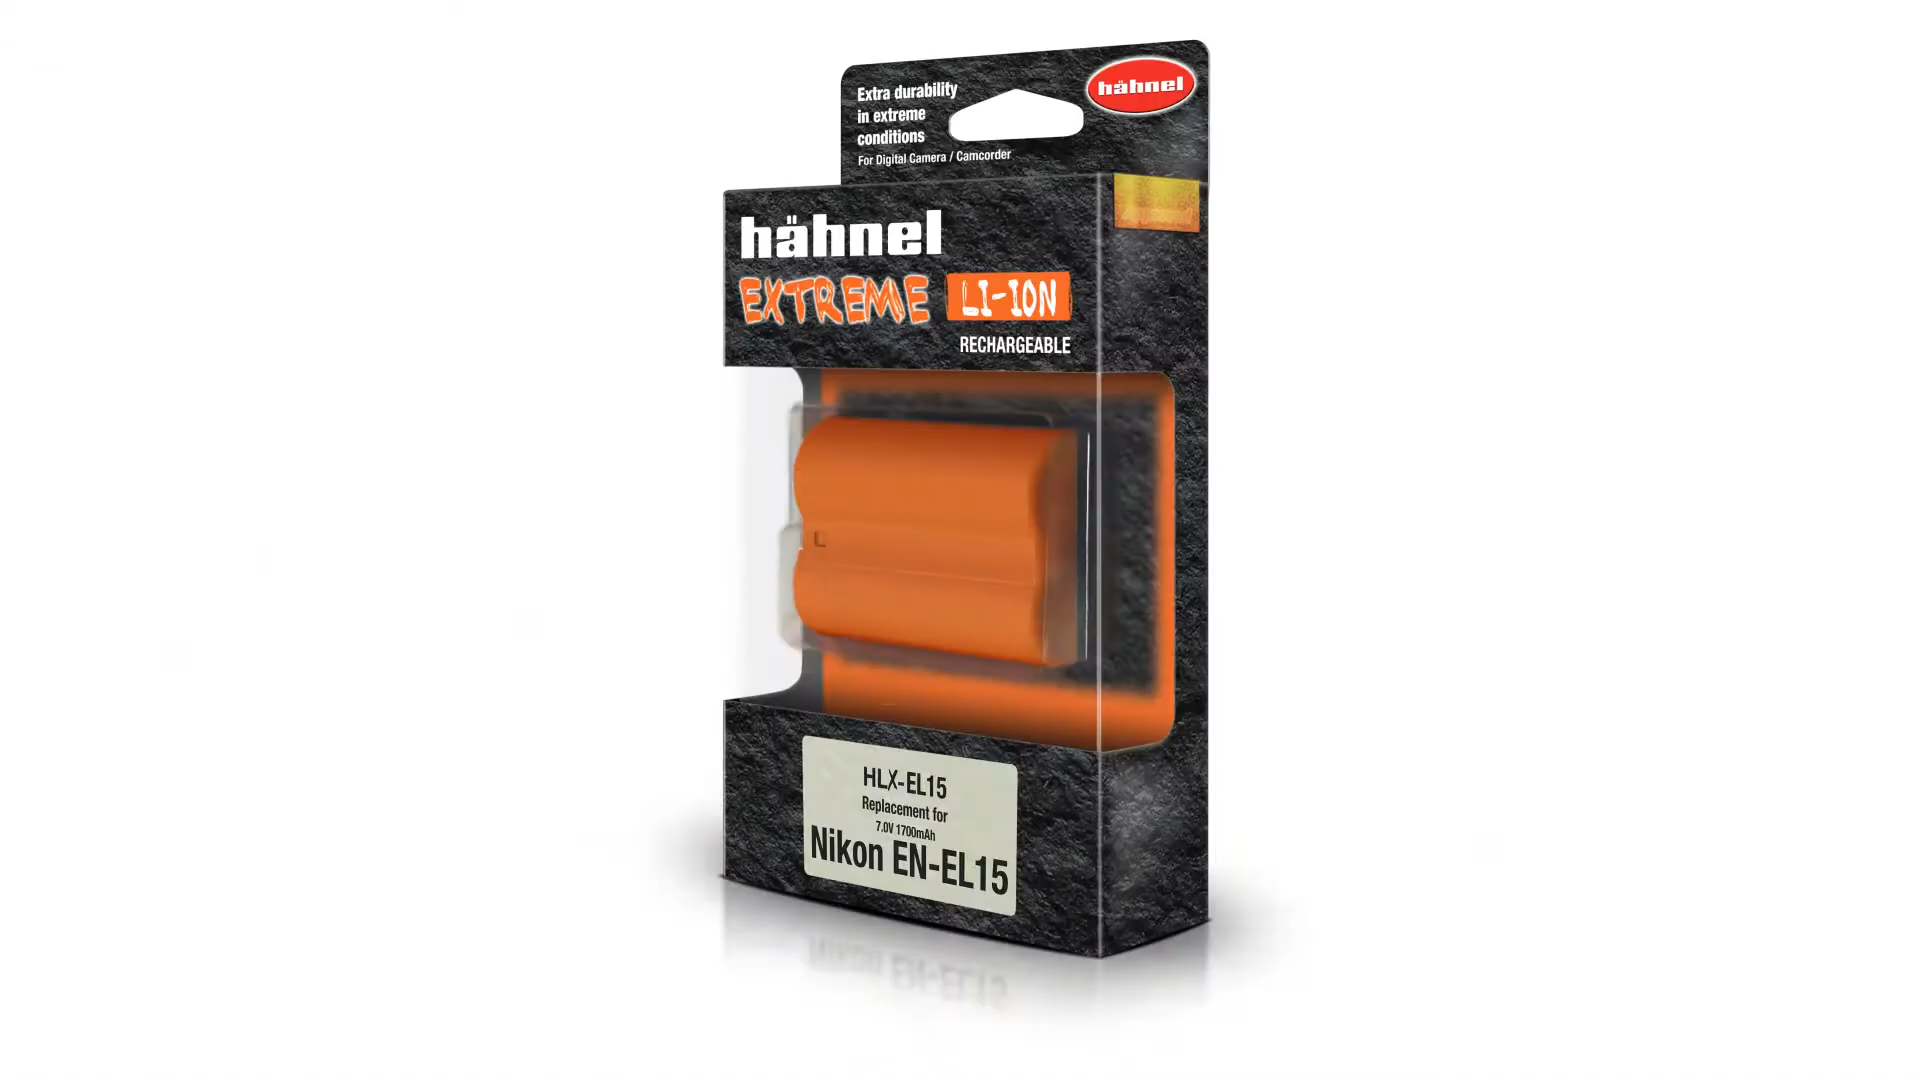 Extra durability
in extreme
conditions
For Digital Camera / Camcorder
hähnel
hähnel
EXTREME LI-ION
RECHARGEABLE
HLX-EL15
Replacement for
7.0V 1700mAh
Nikon EN-EL15